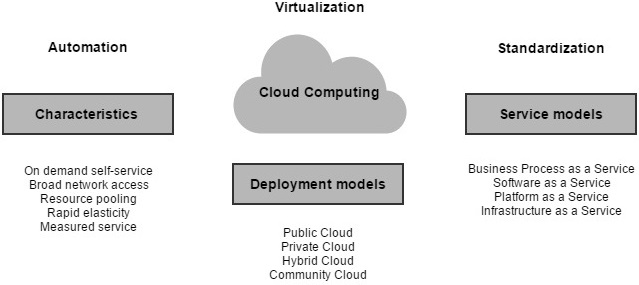 Virtualization
Automation
Standardization
Cloud Computing
Characteristics
Service models
On demand self-service
Broad network access
Resource pooling
Rapid elasticity
Measured service
Deployment models
Business Process as a Service
Software as a Service
Platform as a Service
Infrastructure as a Service
Public Cloud
Private Cloud
Hybrid Cloud
Community Cloud